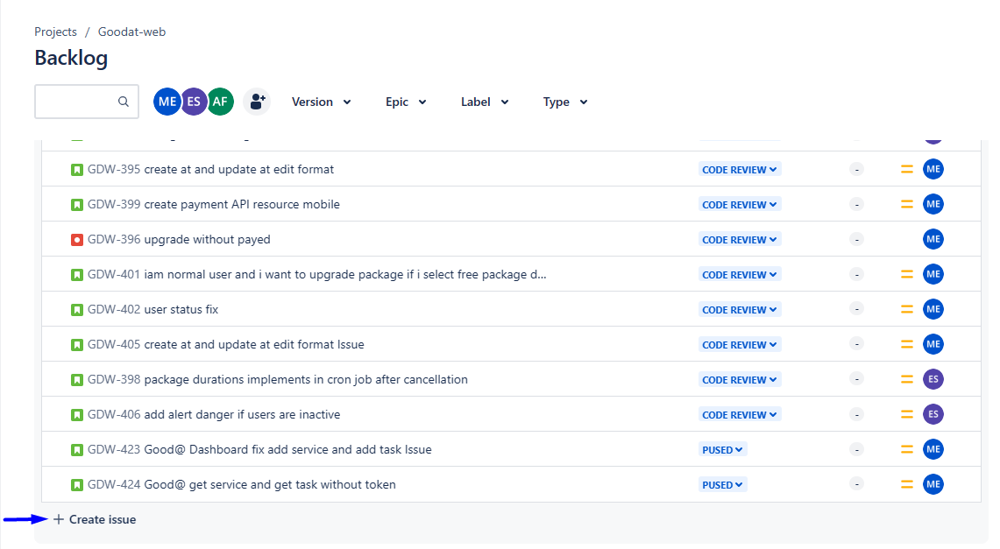 Projects / Goodat-web
Backlog
ME ES AF Version Epic Label Type
GDW-395 create at and update at edit format CODE REVIEW - ME
GDW-399 create payment API resource mobile CODE REVIEW - ME
GDW-396 upgrade without payed CODE REVIEW - ME
GDW-401 iam normal user and i want to upgrade package if i select free package d... CODE REVIEW - ME
GDW-402 user status fix CODE REVIEW - ME
GDW-405 create at and update at edit format Issue CODE REVIEW - ME
GDW-398 package durations implements in cron job after cancellation CODE REVIEW - ES
GDW-406 add alert danger if users are inactive CODE REVIEW - ES
GDW-423 Good@ Dashboard fix add service and add task Issue PUSED - ME
GDW-424 Good@ get service and get task without token PUSED - ME
+ Create issue